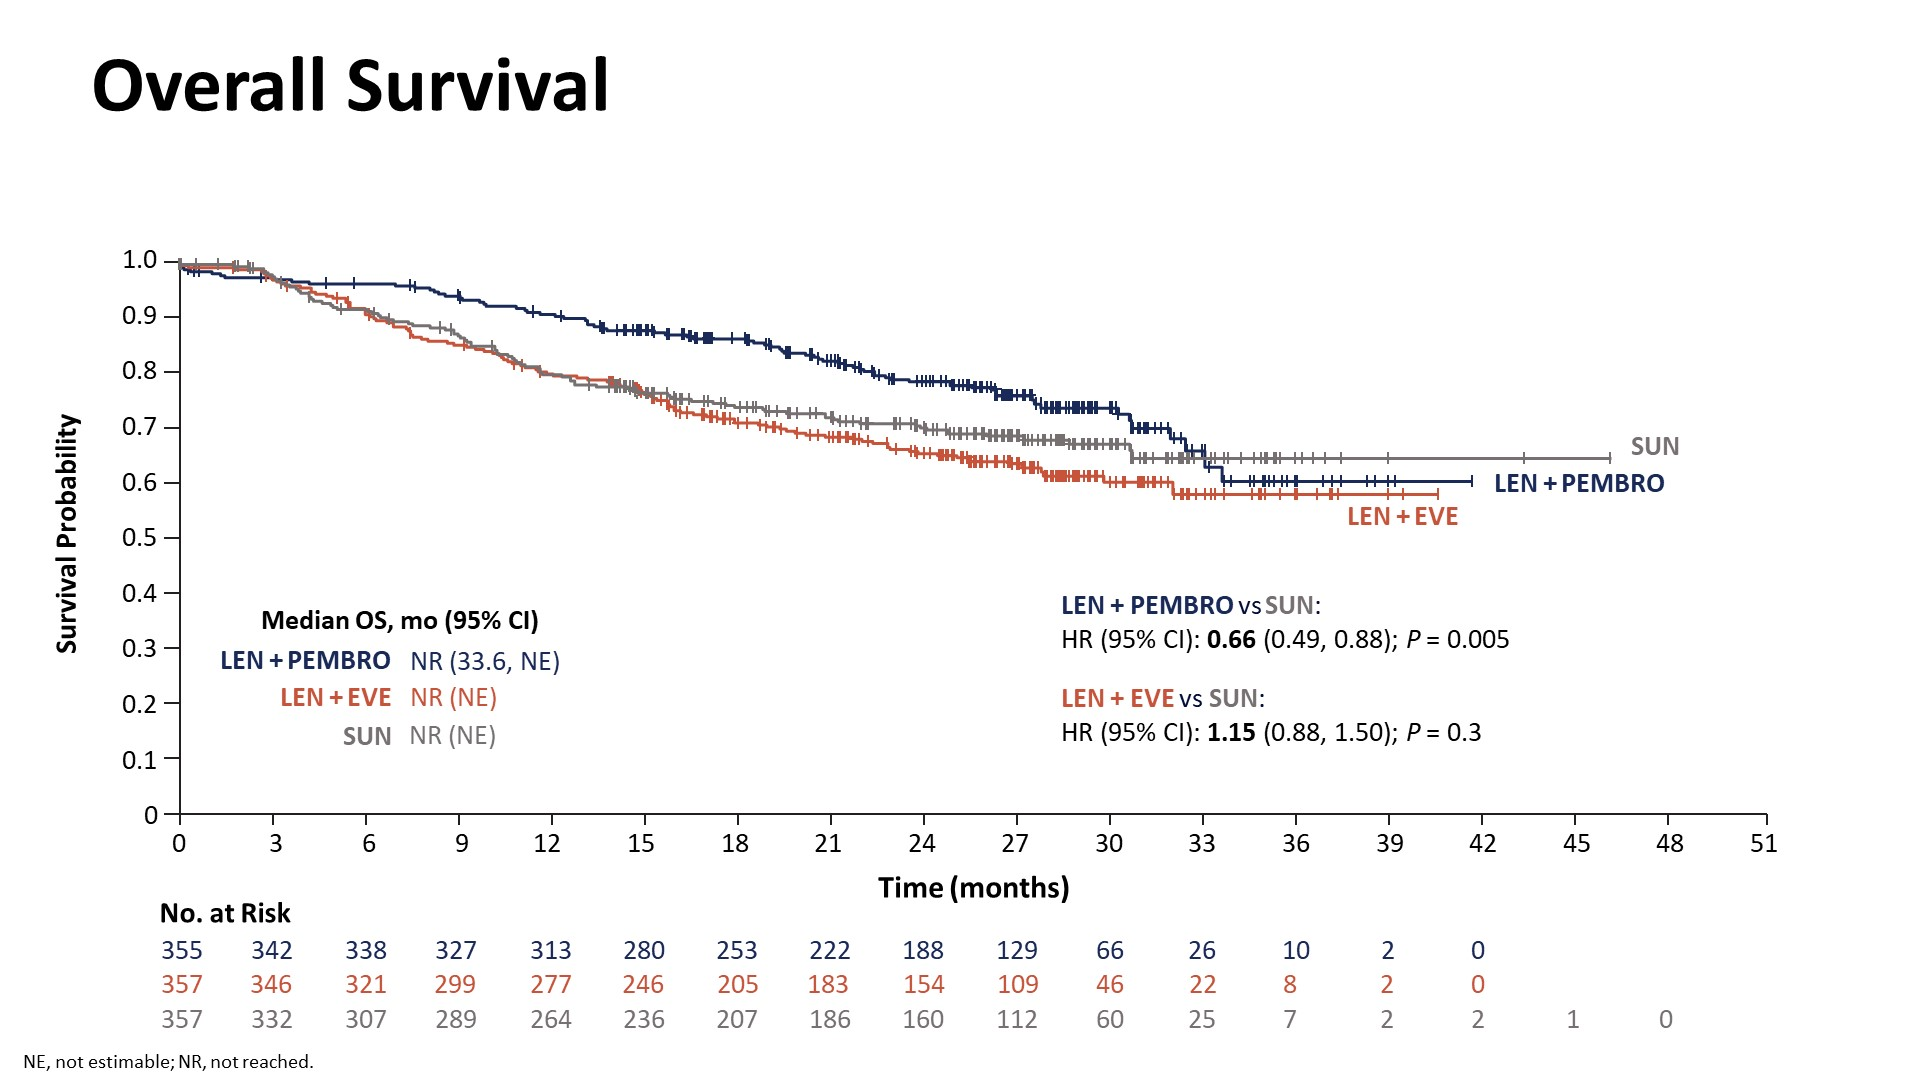 Overall Survival
Survival Probability
1.0
0.9
0.8
0.7
0.6
0.5
0.4
0.3
0.2
0.1
0
SUN
LEN + PEMBRO
LEN + EVE
Median OS, mo (95% CI)
LEN + PEMBRO NR (33.6, NE)
LEN + EVE NR (NE)
SUN NR (NE)
LEN + PEMBRO vs SUN:
HR (95% CI): 0.66 (0.49, 0.88); P = 0.005
LEN + EVE vs SUN:
HR (95% CI): 1.15 (0.88, 1.50); P = 0.3
0 3 6 9 12 15 18 21 24 27 30 33 36 39 42 45 48 51
Time (months)
No. at Risk
355 342 338 327 313 280 253 222 188 129 66 26 10 2 0
357 346 321 299 277 246 205 183 154 109 46 22 8 2 0
357 332 307 289 264 236 207 186 160 112 60 25 7 2 2 1 0
NE, not estimable; NR, not reached.